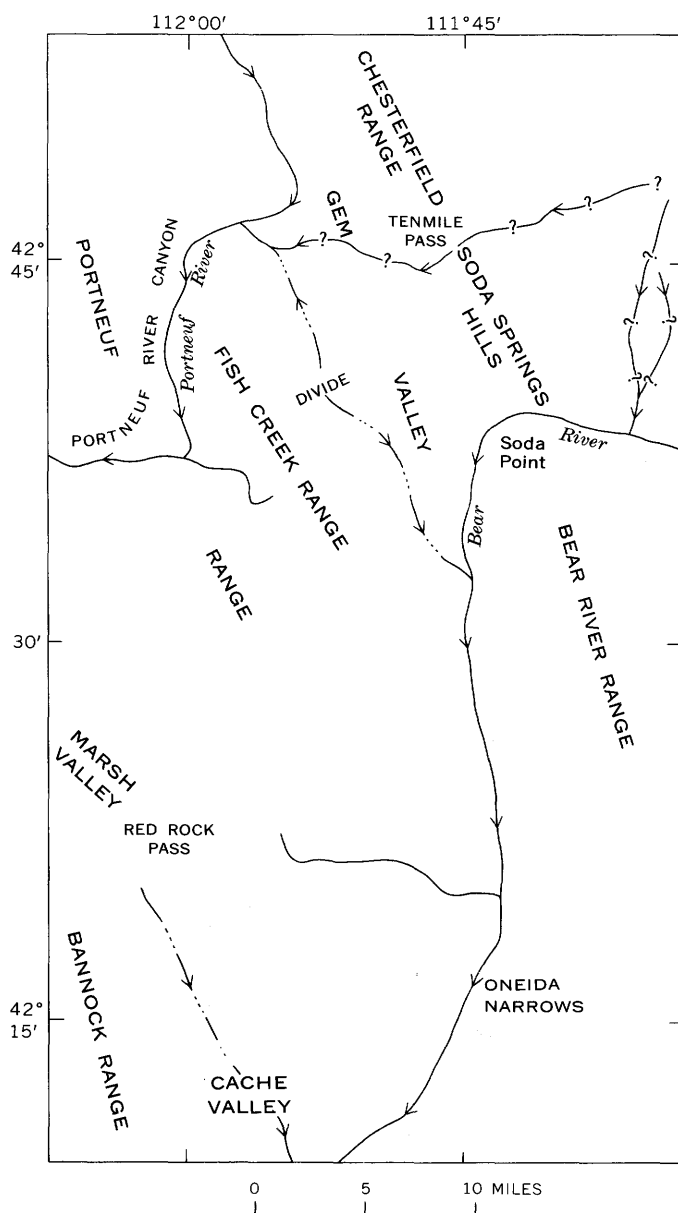 112°00′ 111°45′
CHESTERFIELD
RANGE
GEM
TENMILE
PASS
?
?
?
?
?
42°
45′
PORTNEUF
PORTNEUF RIVER CANYON
River
Portneuf
SODA SPRINGS
HILLS
?
?
?
?
?
FISH CREEK RANGE
DIVIDE
VALLEY
Soda
Point
River
Bear
RANGE
BEAR RIVER RANGE
30′
MARSH
VALLEY
RED ROCK
PASS
BANNOCK RANGE
ONEIDA
NARROWS
42°
15′
CACHE
VALLEY
0 5 10 MILES